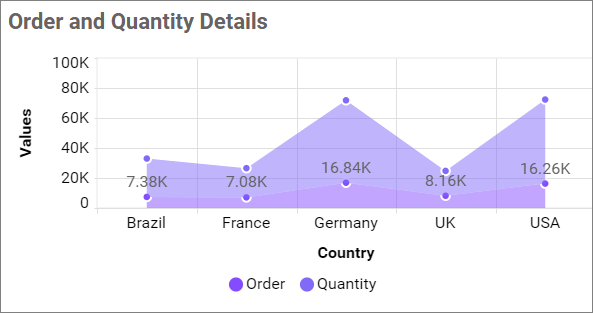 Order and Quantity Details
100K
80K
60K
40K
20K
0
Values
7.38K
7.08K
16.84K
8.16K
16.26K
Brazil France Germany UK USA
Country
Order Quantity